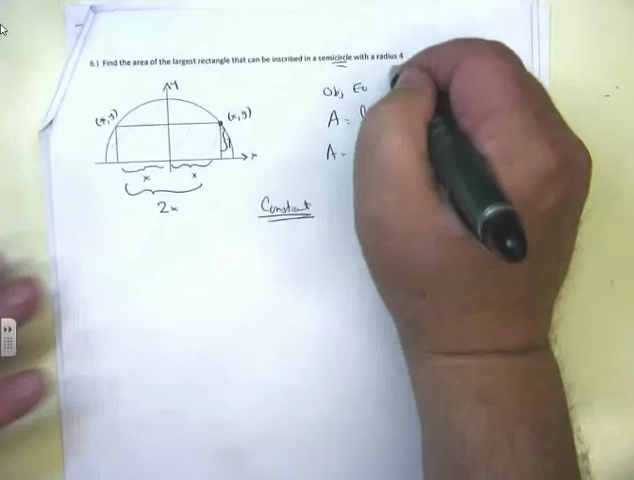 6.) Find the area of the largest rectangle that can be inscribed in a semicircle with a radius 4
y
(x,y) (x,y)
y
x
x x
2x
Constraint
Obj Eq
A =
A =